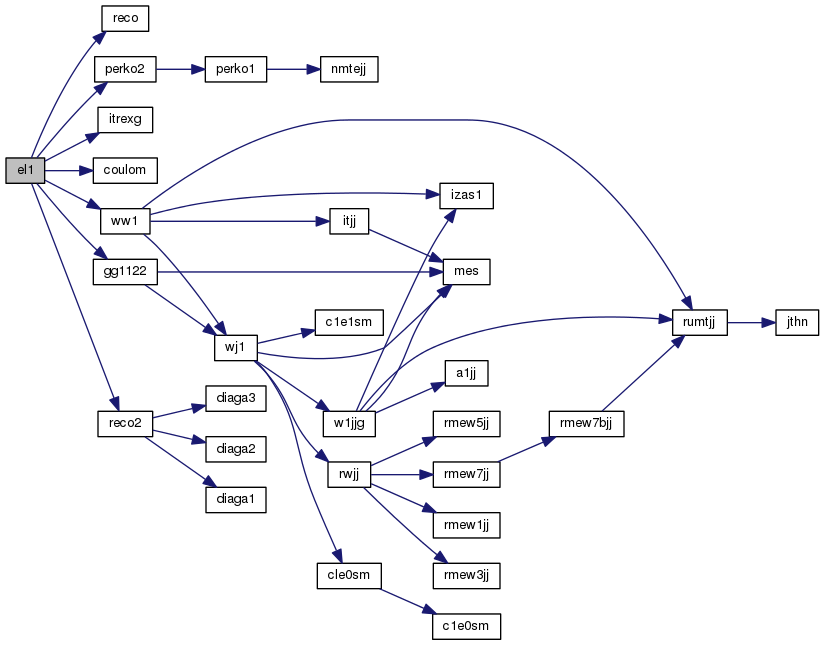 reco
perko2
perko1
nmtejj
itrexg
el1
coulom
izas1
ww1
itjj
gg1122
mes
c1e1sm
rumtjj
jthn
wj1
a1jj
diaga3
reco2
w1jjg
rmew5jj
rmew7bjj
diaga2
rwjj
rmew7jj
diaga1
rmew1jj
cle0sm
rmew3jj
c1e0sm